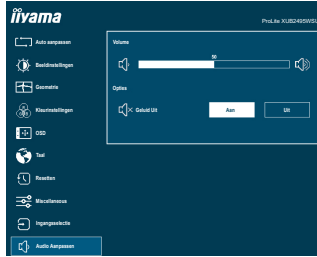 iiyama
ProLite XUB2495WSU
Auto aanpassen
Beeldinstellingen
Geometrie
Kleurinstellingen
OSD
Taal
Resetten
Miscellaneous
Ingangsselectie
Audio Aanpassen
Volume
50
Opties
Geluid Uit
Aan
Uit